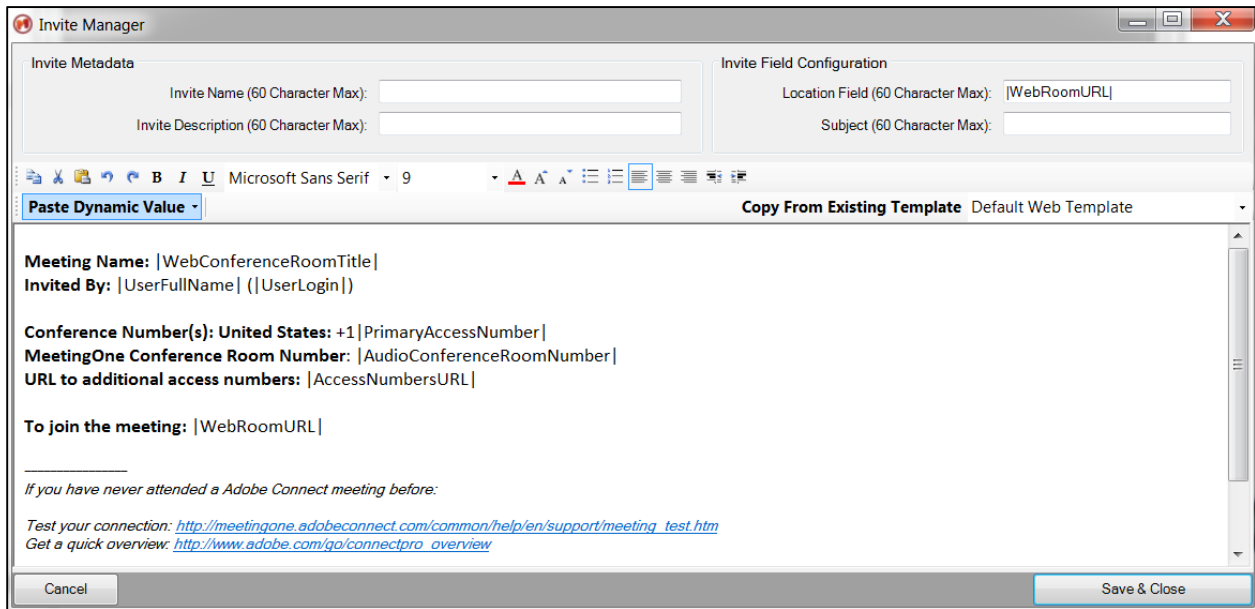 Invite Manager
Invite Metadata
Invite Name (60 Character Max):
Invite Description (60 Character Max):
Invite Field Configuration
Location Field (60 Character Max): |WebRoomURL|
Subject (60 Character Max):
B I U Microsoft Sans Serif 9
Paste Dynamic Value
Copy From Existing Template Default Web Template
Meeting Name: |WebConferenceRoomTitle|
Invited By: |UserFullName| (|UserLogin|)
Conference Number(s): United States: +1|PrimaryAccessNumber|
MeetingOne Conference Room Number: |AudioConferenceRoomNumber|
URL to additional access numbers: |AccessNumbersURL|
To join the meeting: |WebRoomURL|
________________
If you have never attended a Adobe Connect meeting before:
Test your connection: http://meetingone.adobeconnect.com/common/help/en/support/meeting_test.htm
Get a quick overview: http://www.adobe.com/go/connectpro_overview
Cancel
Save & Close